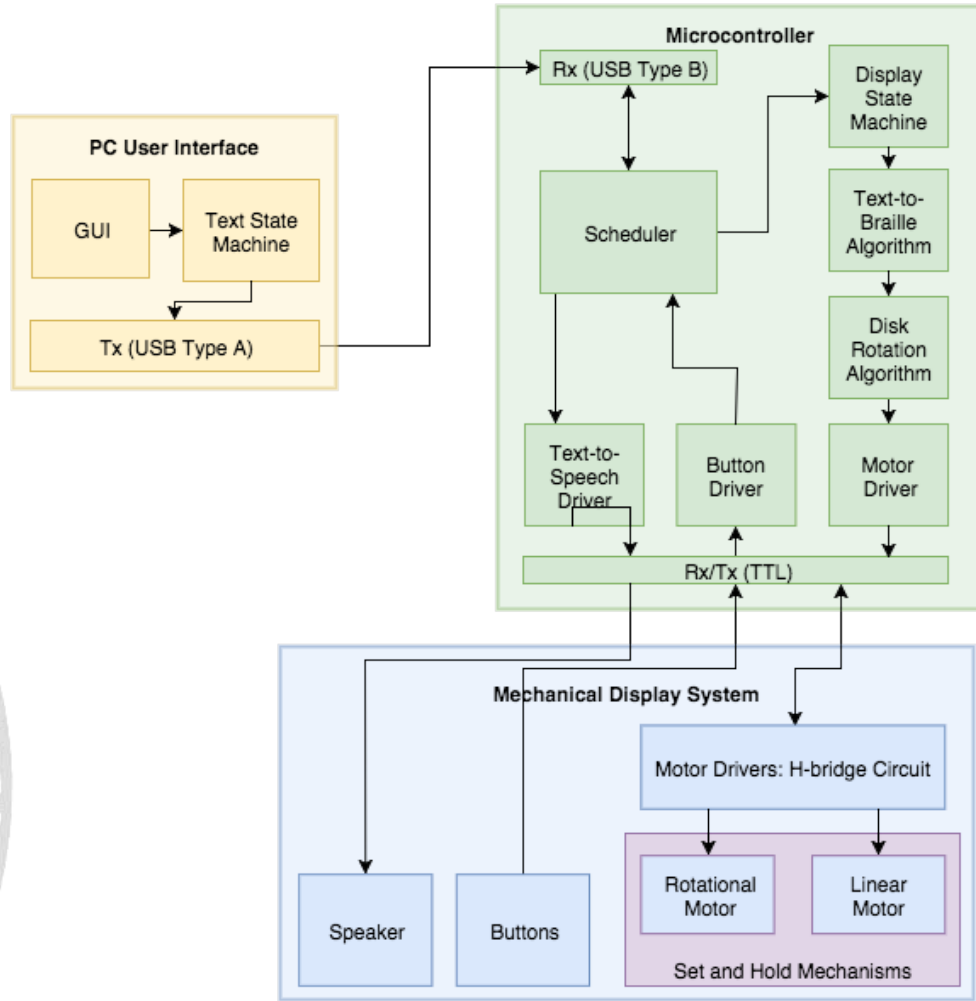 Microcontroller
Rx (USB Type B)
Display
State
Machine
PC User Interface
GUI
Text State
Machine
Tx (USB Type A)
Scheduler
Text-to-
Braille
Algorithm
Disk
Rotation
Algorithm
Text-to-
Speech
Driver
Button
Driver
Motor
Driver
Rx/Tx (TTL)
Mechanical Display System
Motor Drivers: H-bridge Circuit
Speaker
Buttons
Rotational
Motor
Linear
Motor
Set and Hold Mechanisms